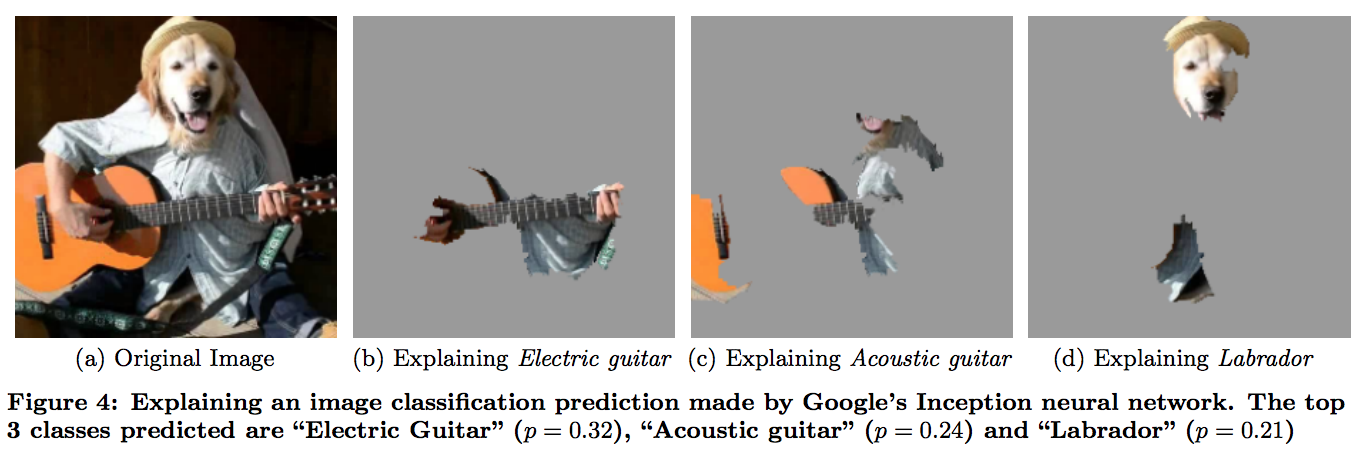 (a) Original Image
(b) Explaining Electric guitar
(c) Explaining Acoustic guitar
(d) Explaining Labrador
Figure 4: Explaining an image classification prediction made by Google's Inception neural network. The top
3 classes predicted are “Electric Guitar” (p = 0.32), “Acoustic guitar” (p = 0.24) and “Labrador” (p = 0.21)